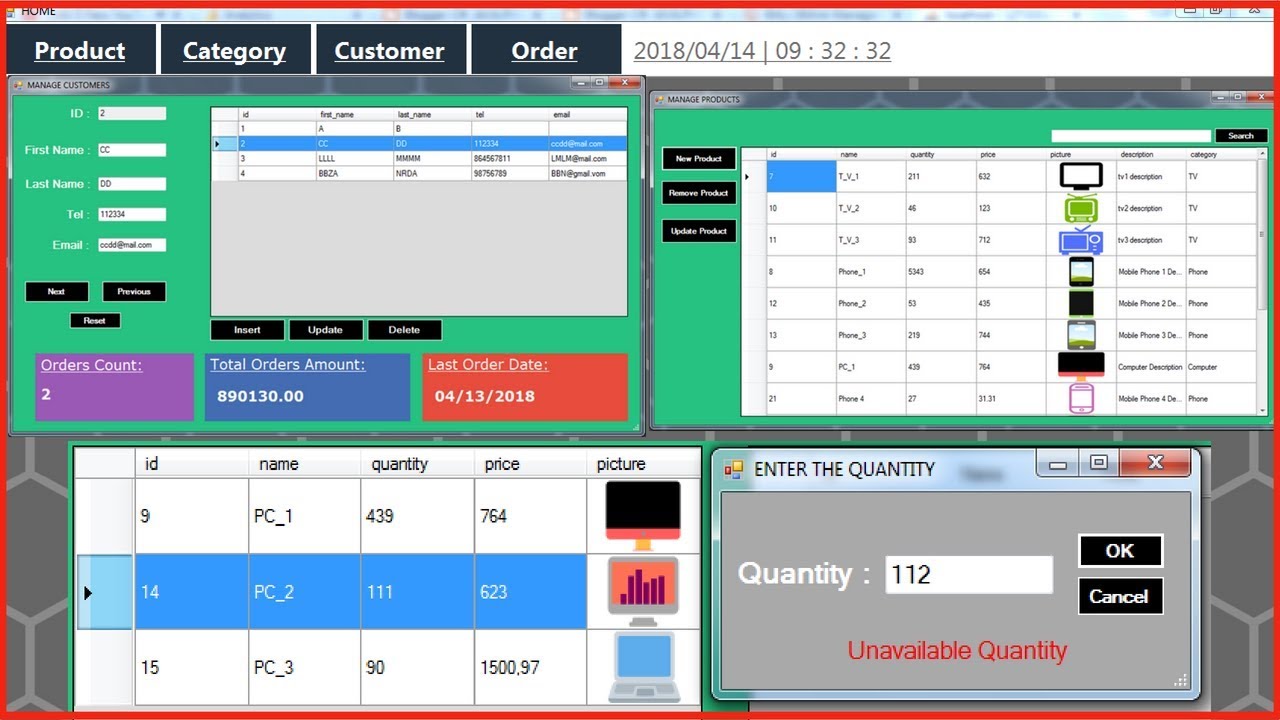 HOME
Product Category Customer Order 2018/04/14 | 09 : 32 : 32
MANAGE CUSTOMERS
ID : 2
First Name : CC
Last Name : DD
Tel : 112334
Email : ccdd@mail.com
Next Previous
Reset
id first_name last_name tel email
1 A B
2 CC DD 112334 ccdd@mail.com
3 LLLL MMMM 864567811 LMLM@mail.com
4 BBZA NRDA 98756789 BBN@gmail.vom
Insert Update Delete
Orders Count:
2
Total Orders Amount:
890130.00
Last Order Date:
04/13/2018
MANAGE PRODUCTS
Search
New Product
Remove Product
Update Product
id name quantity price picture description category
7 T_V_1 211 632 tv1 description TV
10 T_V_2 46 123 tv2 description TV
11 T_V_3 93 712 tv3 description TV
8 Phone_1 5343 654 Mobile Phone 1 De... Phone
12 Phone_2 53 435 Mobile Phone 2 De... Phone
13 Phone_3 219 744 Mobile Phone 3 De... Phone
9 PC_1 439 764 Computer Description Computer
21 Phone 4 27 31.31 Mobile Phone 4 De... Phone
id name quantity price picture
9 PC_1 439 764
14 PC_2 111 623
15 PC_3 90 1500,97
ENTER THE QUANTITY
Quantity : 112
OK
Cancel
Unavailable Quantity